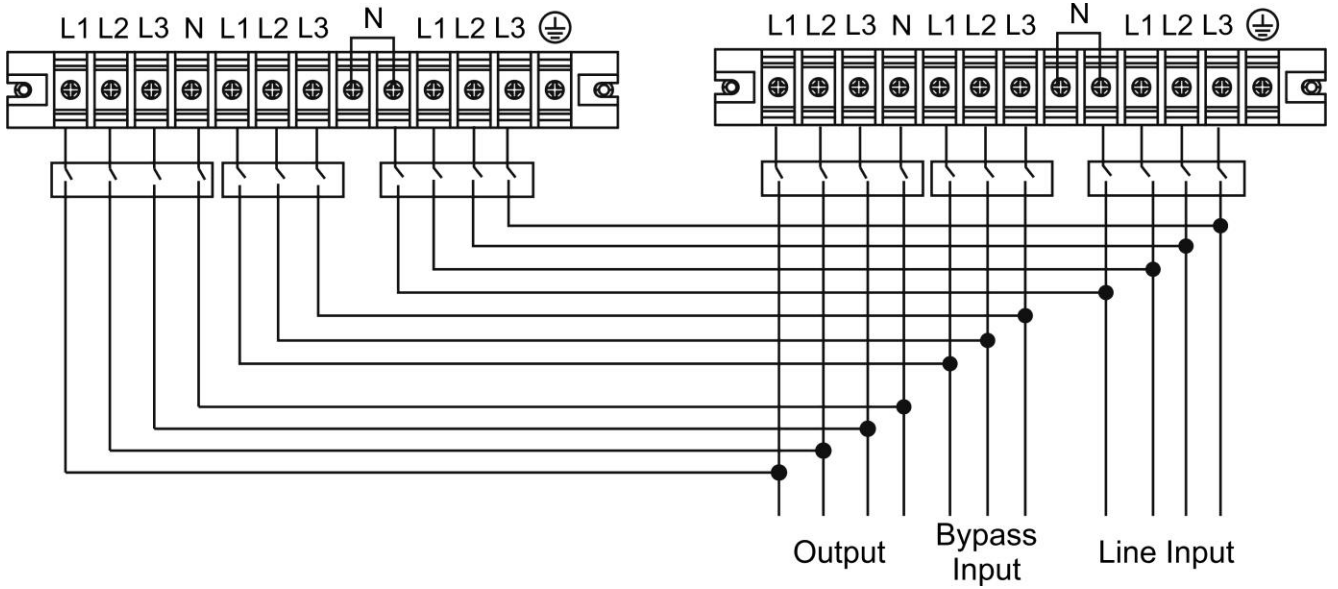 L1 L2 L3 N L1 L2 L3 N L1 L2 L3
L1 L2 L3 N L1 L2 L3 N L1 L2 L3
Output
Bypass
Input
Line Input